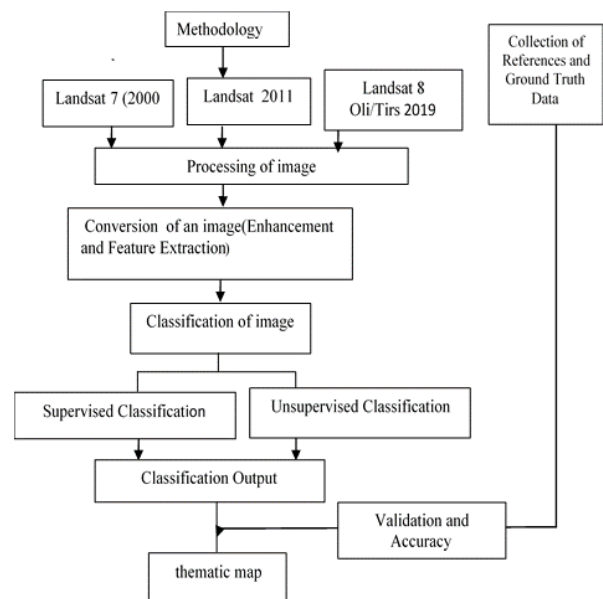 Methodology
Collection of
References and
Ground Truth
Data
Landsat 7 (2000
Landsat 2011
Landsat 8
Oli/Tirs 2019
Processing of image
Conversion of an image(Enhancement
and Feature Extraction)
Classification of image
Supervised Classification
Unsupervised Classification
Classification Output
Validation and
Accuracy
thematic map